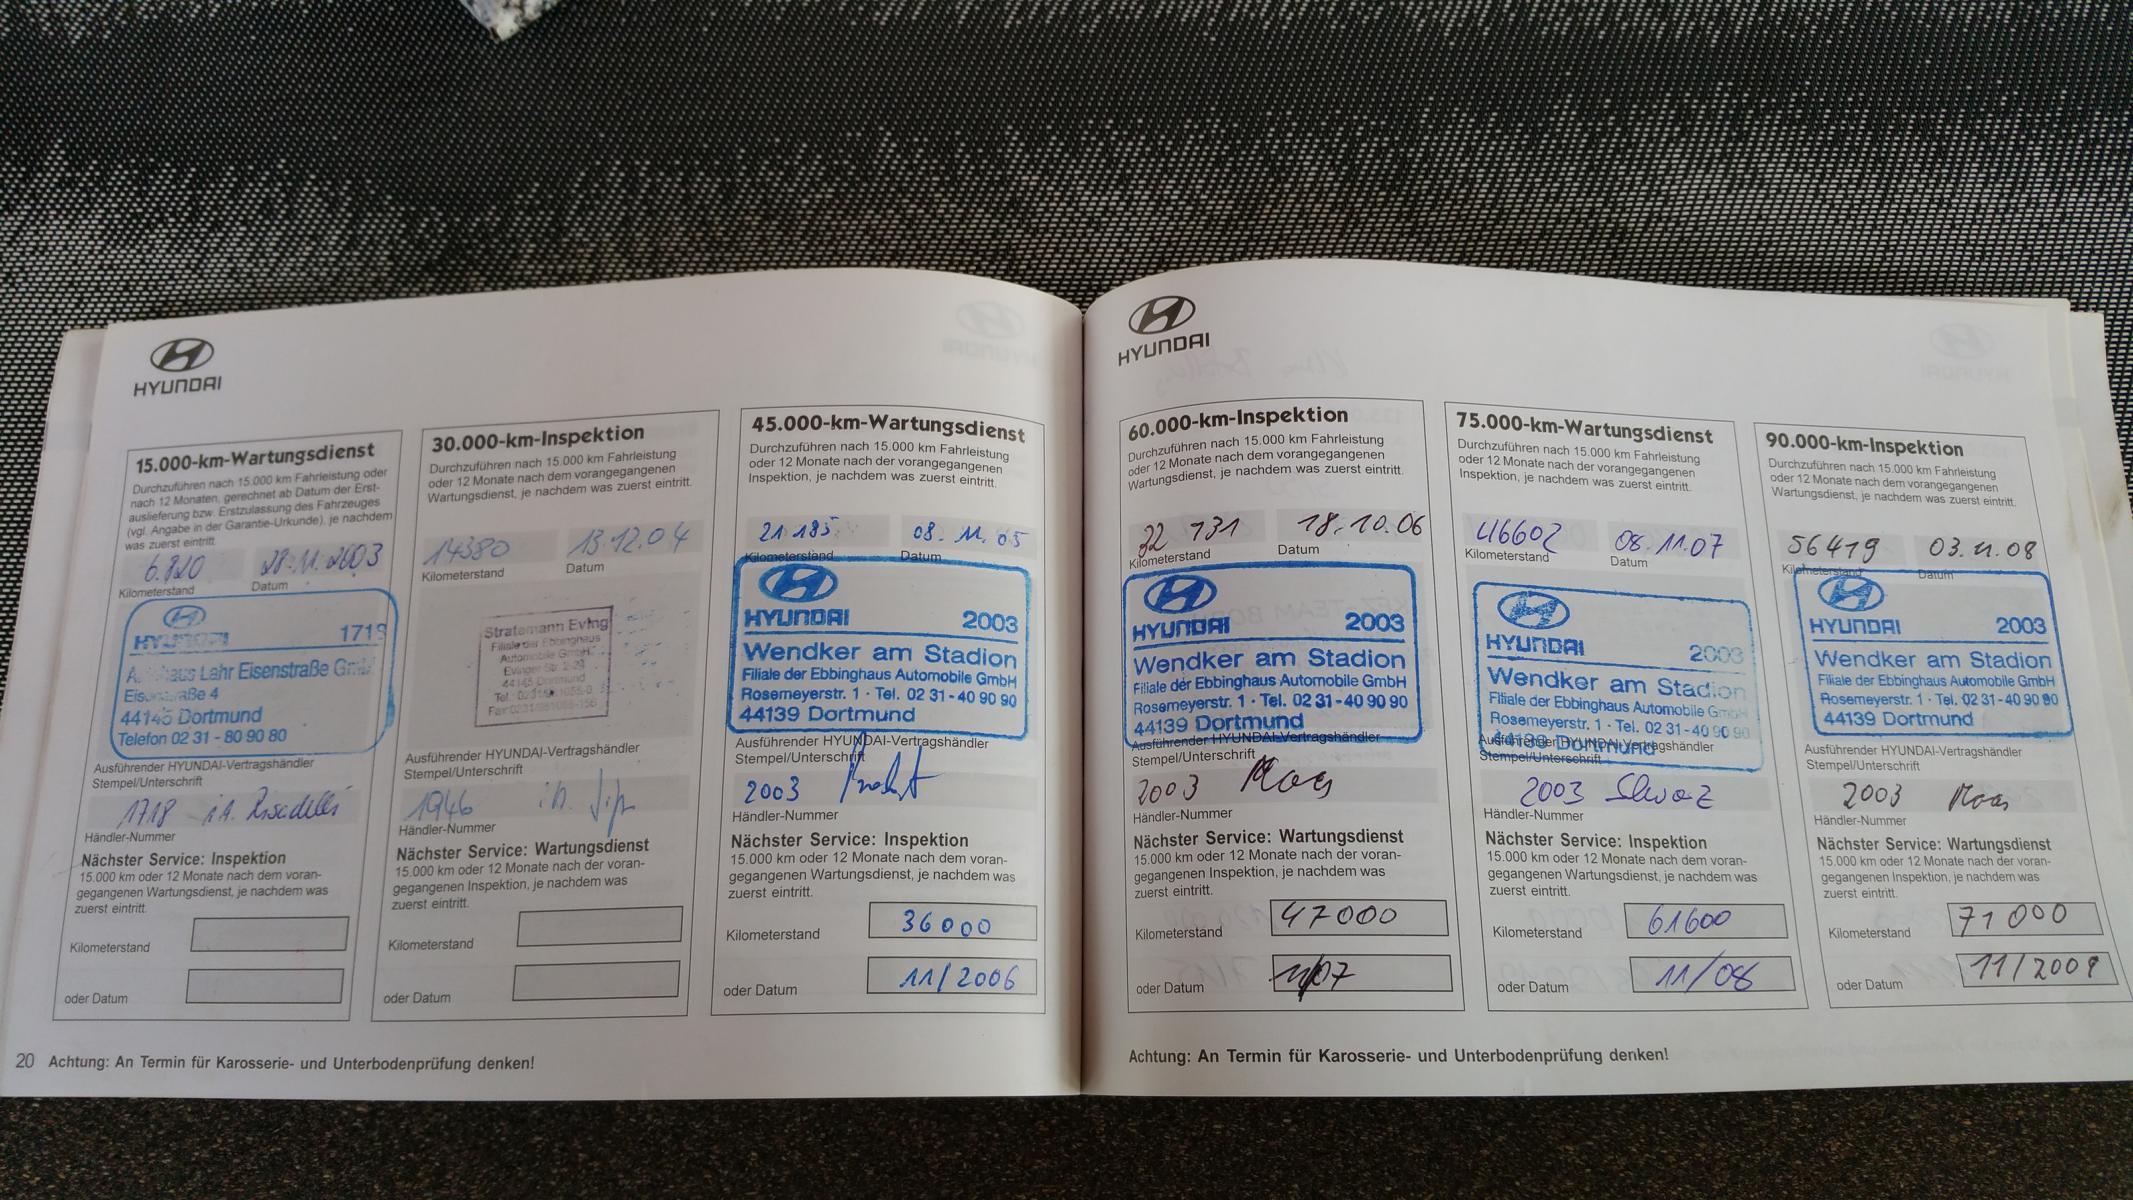 HYUNDAI
15.000-km-Wartungsdienst
Durchzuführen nach 15.000 km Fahrleistung oder
nach 12 Monaten, gerechnet ab Datum der Erst-
auslieferung bzw. Erstzulassung des Fahrzeuges
(vgl. Angabe in der Garantie-Urkunde), je nachdem
was zuerst eintritt.
6.820 28.11.2003
Kilometerstand Datum
HYUNDAI 1718
Lahr Eisenstraße
44145 Dortmund
Telefon 02 31 - 80 90 80
Ausführender HYUNDAI-Vertragshändler
Stempel/Unterschrift
1718 i.A.
Händler-Nummer
Nächster Service: Inspektion
15.000 km oder 12 Monate nach dem voran-
gegangenen Wartungsdienst, je nachdem was
zuerst eintritt.
Kilometerstand
oder Datum
30.000-km-Inspektion
Durchzuführen nach 15.000 km Fahrleistung
oder 12 Monate nach dem vorangegangenen
Wartungsdienst, je nachdem was zuerst eintritt.
14380 13.12.04
Kilometerstand Datum
Stratemann Eving
Filiale der Ebbinghaus
Automobile GmbH
Evinger Str. 2-23
44145 Dortmund
Ausführender HYUNDAI-Vertragshändler
Stempel/Unterschrift
1946
Händler-Nummer
Nächster Service: Wartungsdienst
15.000 km oder 12 Monate nach der voran-
gegangenen Inspektion, je nachdem was
zuerst eintritt.
Kilometerstand
oder Datum
45.000-km-Wartungsdienst
Durchzuführen nach 15.000 km Fahrleistung
oder 12 Monate nach der vorangegangenen
Inspektion, je nachdem was zuerst eintritt.
21.185 08.11.05
Kilometerstand Datum
HYUNDAI 2003
Wendker am Stadion
Filiale der Ebbinghaus Automobile GmbH
Rosemeyerstr. 1 · Tel. 02 31-40 90 90
44139 Dortmund
Ausführender HYUNDAI-Vertragshändler
Stempel/Unterschrift
2003
Händler-Nummer
Nächster Service: Inspektion
15.000 km oder 12 Monate nach dem voran-
gegangenen Wartungsdienst, je nachdem was
zuerst eintritt.
Kilometerstand 36000
oder Datum 11/2006
20 Achtung: An Termin für Karosserie- und Unterbodenprüfung denken!
HYUNDAI
60.000-km-Inspektion
Durchzuführen nach 15.000 km Fahrleistung
oder 12 Monate nach dem vorangegangenen
Wartungsdienst, je nachdem was zuerst eintritt.
32 731 18.10.06
Kilometerstand Datum
HYUNDAI 2003
Wendker am Stadion
Filiale der Ebbinghaus Automobile GmbH
Rosemeyerstr. 1 · Tel. 02 31-40 90 90
44139 Dortmund
Ausführender HYUNDAI-Vertragshändler
Stempel/Unterschrift
2003
Händler-Nummer
Nächster Service: Wartungsdienst
15.000 km oder 12 Monate nach der voran-
gegangenen Inspektion, je nachdem was
zuerst eintritt.
Kilometerstand 47000
oder Datum 11/07
75.000-km-Wartungsdienst
Durchzuführen nach 15.000 km Fahrleistung
oder 12 Monate nach der vorangegangenen
Inspektion, je nachdem was zuerst eintritt.
46602 08.11.07
Kilometerstand Datum
HYUNDAI 2003
Wendker am Stadion
Filiale der Ebbinghaus Automobile GmbH
Rosemeyerstr. 1 · Tel. 02 31-40 90 90
44139 Dortmund
Ausführender HYUNDAI-Vertragshändler
Stempel/Unterschrift
2003
Händler-Nummer
Nächster Service: Inspektion
15.000 km oder 12 Monate nach dem voran-
gegangenen Wartungsdienst, je nachdem was
zuerst eintritt.
Kilometerstand 61600
oder Datum 11/08
90.000-km-Inspektion
Durchzuführen nach 15.000 km Fahrleistung
oder 12 Monate nach dem vorangegangenen
Wartungsdienst, je nachdem was zuerst eintritt.
56419 03.11.08
Kilometerstand Datum
HYUNDAI 2003
Wendker am Stadion
Filiale der Ebbinghaus Automobile GmbH
Rosemeyerstr. 1 · Tel. 02 31-40 90 90
44139 Dortmund
Ausführender HYUNDAI-Vertragshändler
Stempel/Unterschrift
2003
Händler-Nummer
Nächster Service: Wartungsdienst
15.000 km oder 12 Monate nach der voran-
gegangenen Inspektion, je nachdem was
zuerst eintritt.
Kilometerstand 71000
oder Datum 11/2009
Achtung: An Termin für Karosserie- und Unterbodenprüfung denken!